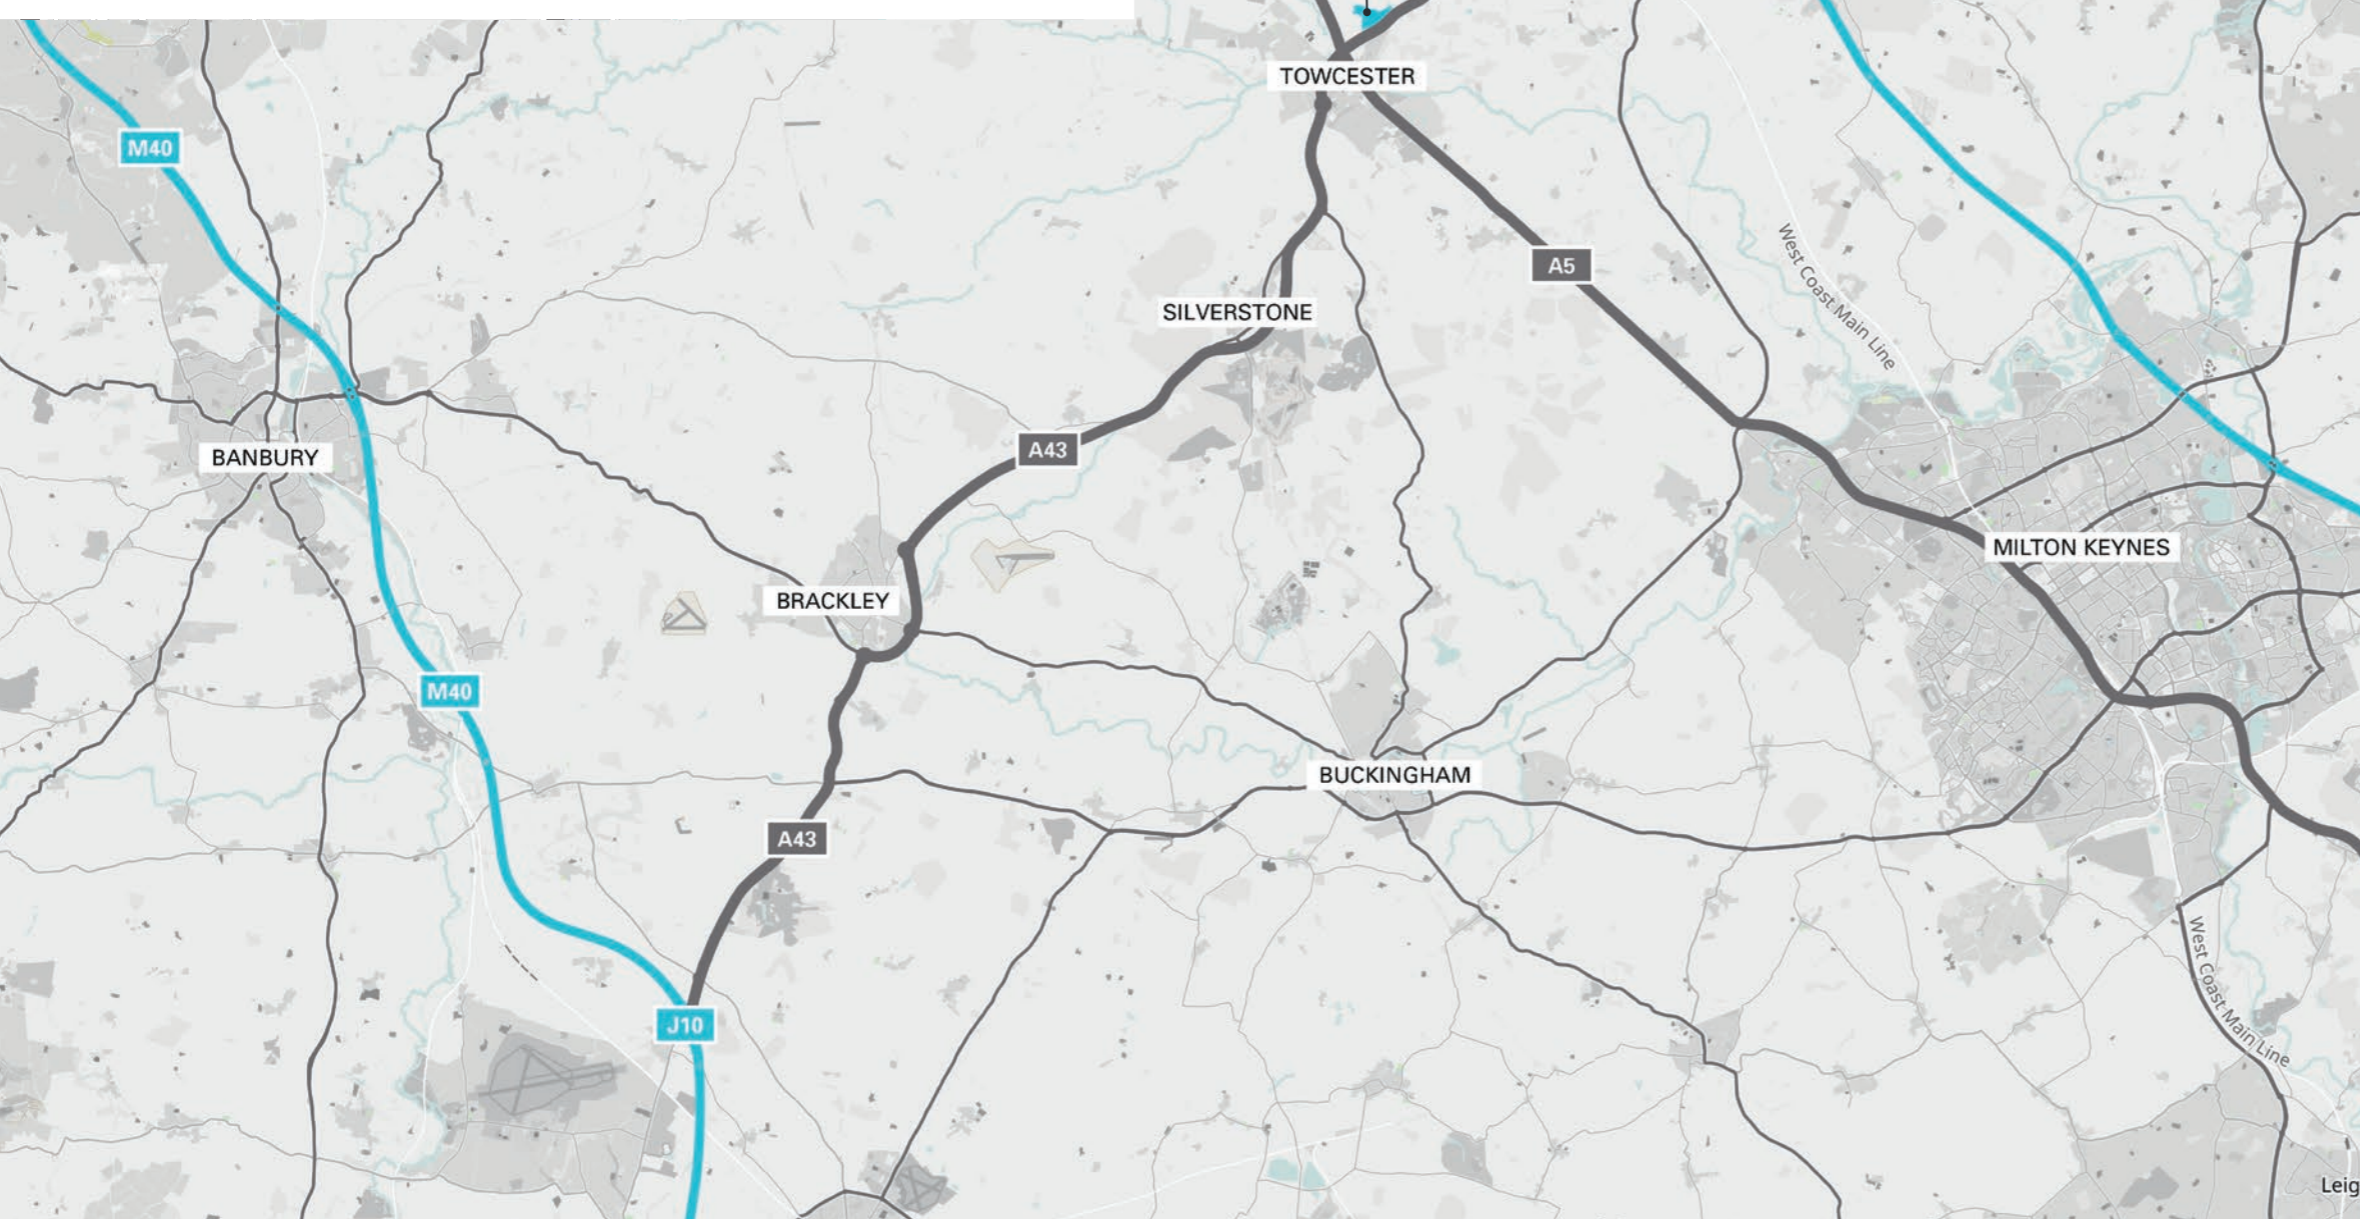 TOWCESTER
M40
West Coast Main Line
A5
SILVERSTONE
A43
BANBURY
MILTON KEYNES
BRACKLEY
M40
BUCKINGHAM
A43
West Coast Main Line
J10
Leig